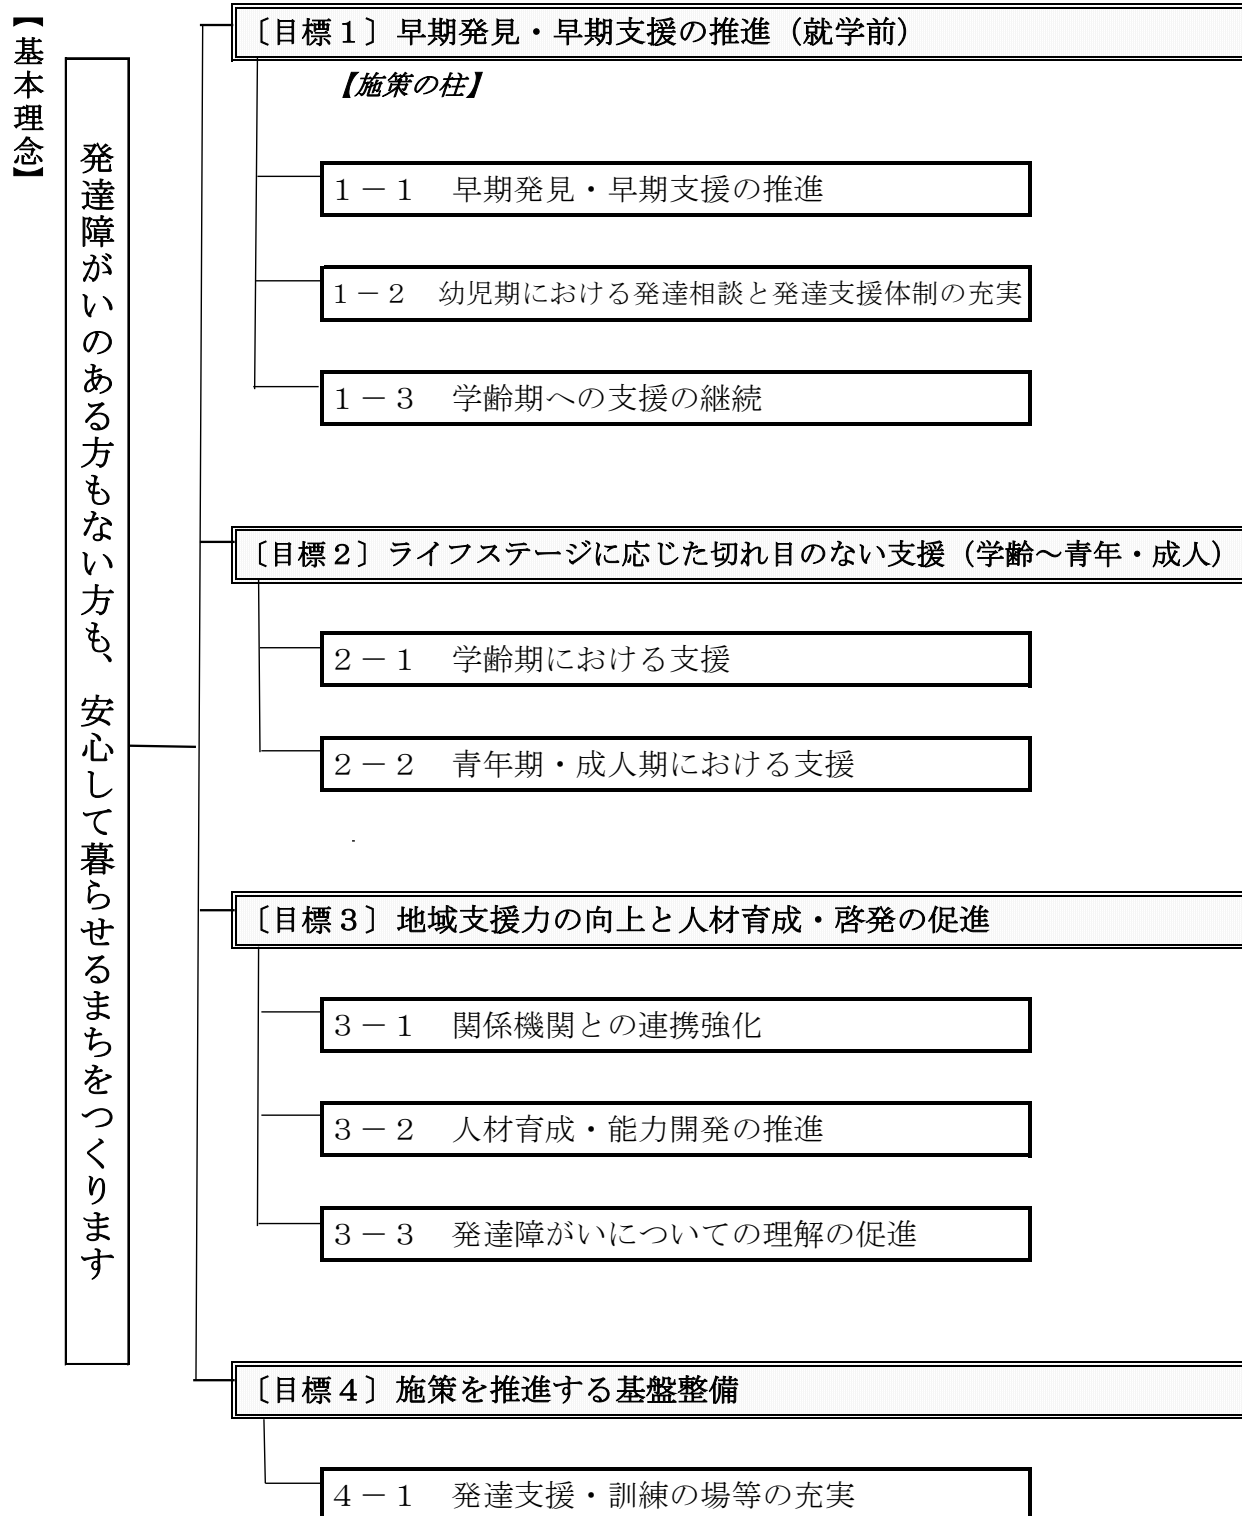 【基本理念】
発達障がいのある方もない方も、安心して暮らせるまちをつくります
〔目標１〕早期発見・早期支援の推進（就学前）
【施策の柱】
１－１　早期発見・早期支援の推進
１－２　幼児期における発達相談と発達支援体制の充実
１－３　学齢期への支援の継続
〔目標２〕ライフステージに応じた切れ目のない支援（学齢～青年・成人）
２－１　学齢期における支援
２－２　青年期・成人期における支援
〔目標３〕地域支援力の向上と人材育成・啓発の促進
３－１　関係機関との連携強化
３－２　人材育成・能力開発の推進
３－３　発達障がいについての理解の促進
〔目標４〕施策を推進する基盤整備
４－１　発達支援・訓練の場等の充実